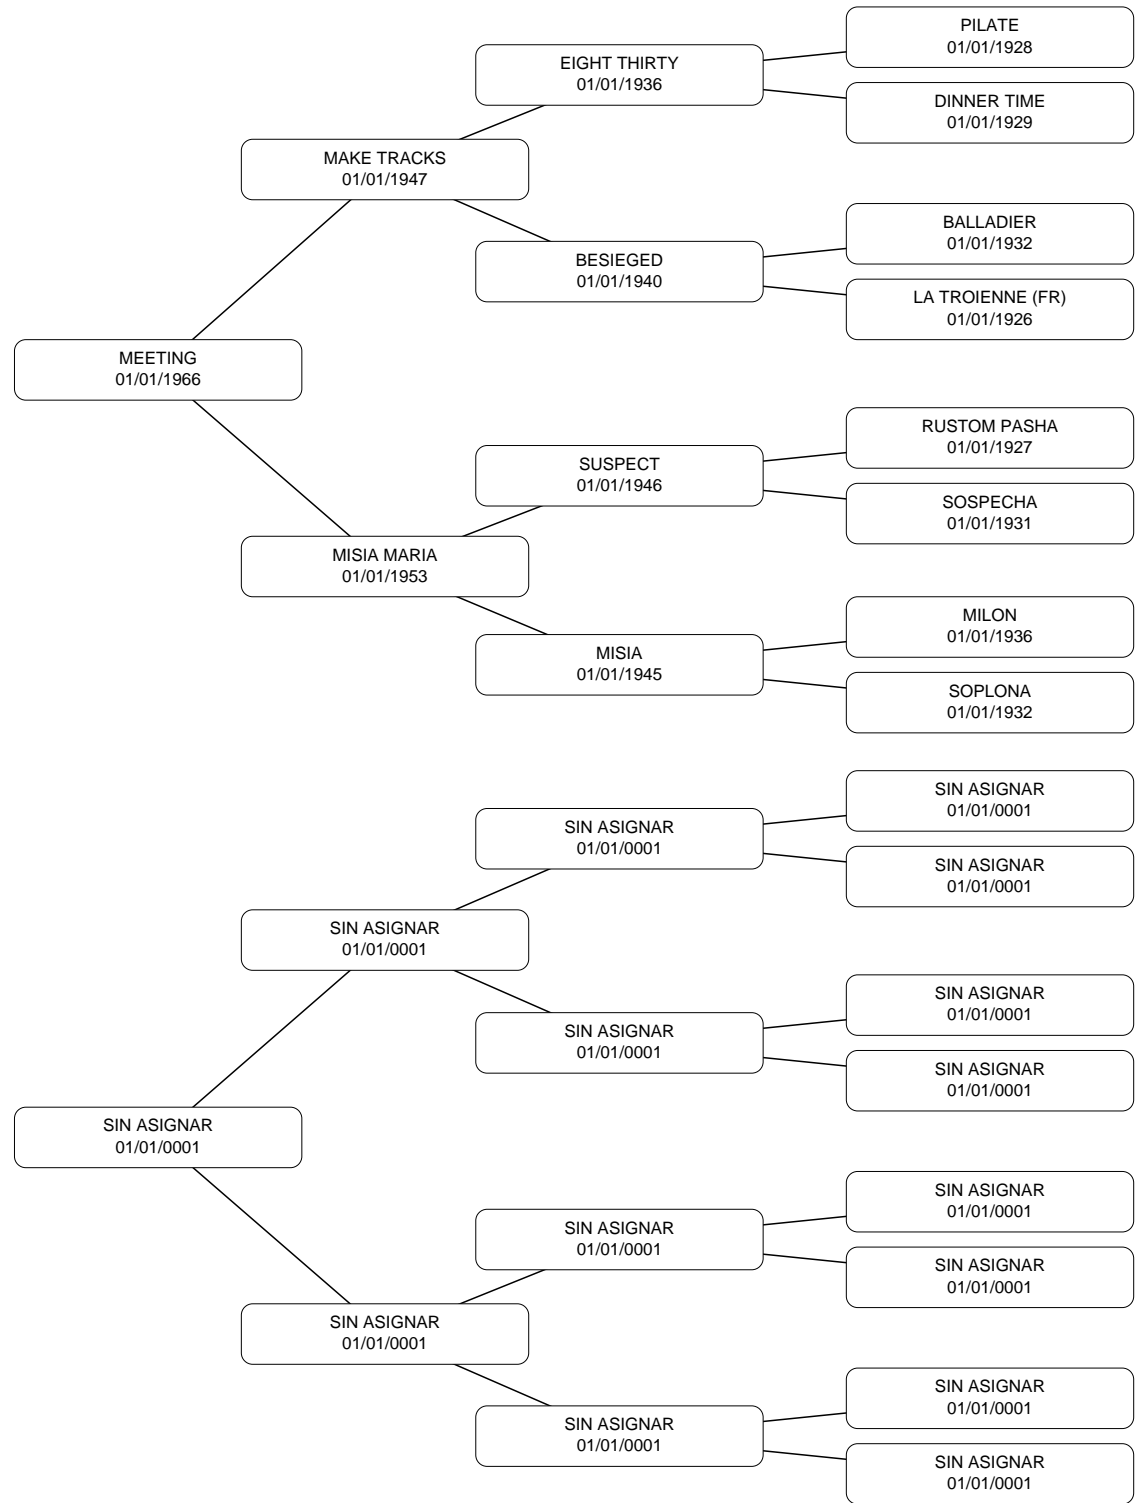 PILATE
01/01/1928
EIGHT THIRTY
01/01/1936
DINNER TIME
01/01/1929
MAKE TRACKS
01/01/1947
BALLADIER
01/01/1932
BESIEGED
01/01/1940
LA TROIENNE (FR)
01/01/1926
MEETING
01/01/1966
RUSTOM PASHA
01/01/1927
SUSPECT
01/01/1946
SOSPECHA
01/01/1931
MISIA MARIA
01/01/1953
MILON
01/01/1936
MISIA
01/01/1945
SOPLONA
01/01/1932
SIN ASIGNAR
01/01/0001
SIN ASIGNAR
01/01/0001
SIN ASIGNAR
01/01/0001
SIN ASIGNAR
01/01/0001
SIN ASIGNAR
01/01/0001
SIN ASIGNAR
01/01/0001
SIN ASIGNAR
01/01/0001
SIN ASIGNAR
01/01/0001
SIN ASIGNAR
01/01/0001
SIN ASIGNAR
01/01/0001
SIN ASIGNAR
01/01/0001
SIN ASIGNAR
01/01/0001
SIN ASIGNAR
01/01/0001
SIN ASIGNAR
01/01/0001
SIN ASIGNAR
01/01/0001